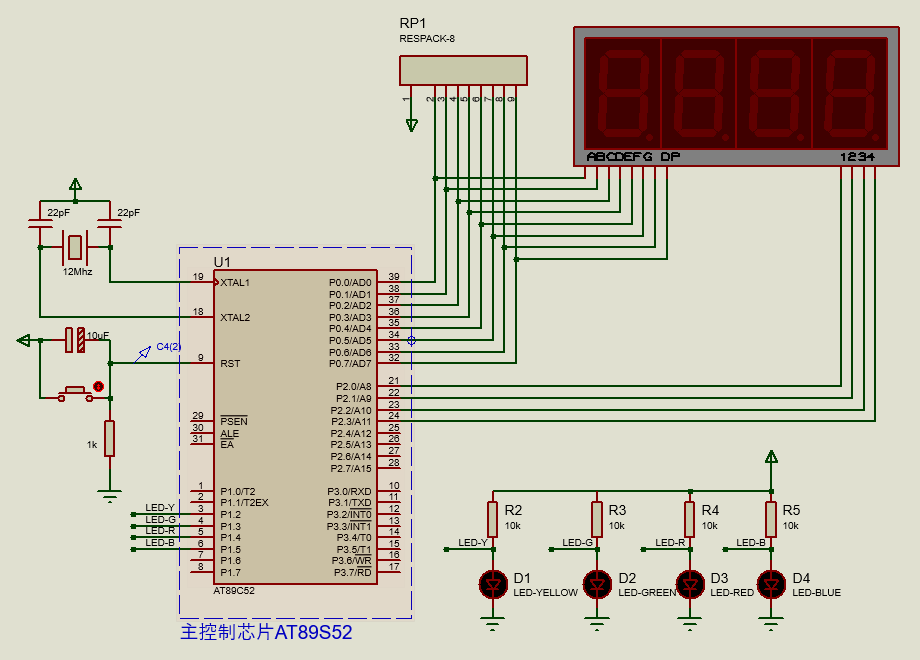 RP1
RESPACK-8
1
2
3
4
5
6
7
8
9
ABCDEFG DP
1234
22pF
22pF
12Mhz
10uF
C4(2)
1k
U1
19 XTAL1
18 XTAL2
9 RST
29 PSEN
30 ALE
31 EA
1 P1.0/T2
2 P1.1/T2EX
LED-Y 3 P1.2
LED-G 4 P1.3
LED-R 5 P1.4
LED-B 6 P1.5
7 P1.6
8 P1.7
P0.0/AD0 39
P0.1/AD1 38
P0.2/AD2 37
P0.3/AD3 36
P0.4/AD4 35
P0.5/AD5 34
P0.6/AD6 33
P0.7/AD7 32
P2.0/A8 21
P2.1/A9 22
P2.2/A10 23
P2.3/A11 24
P2.4/A12 25
P2.5/A13 26
P2.6/A14 27
P2.7/A15 28
P3.0/RXD 10
P3.1/TXD 11
P3.2/INT0 12
P3.3/INT1 13
P3.4/T0 14
P3.5/T1 15
P3.6/WR 16
P3.7/RD 17
AT89C52
主控制芯片AT89S52
R2
10k
R3
10k
R4
10k
R5
10k
LED-Y
LED-G
LED-R
LED-B
D1
LED-YELLOW
D2
LED-GREEN
D3
LED-RED
D4
LED-BLUE